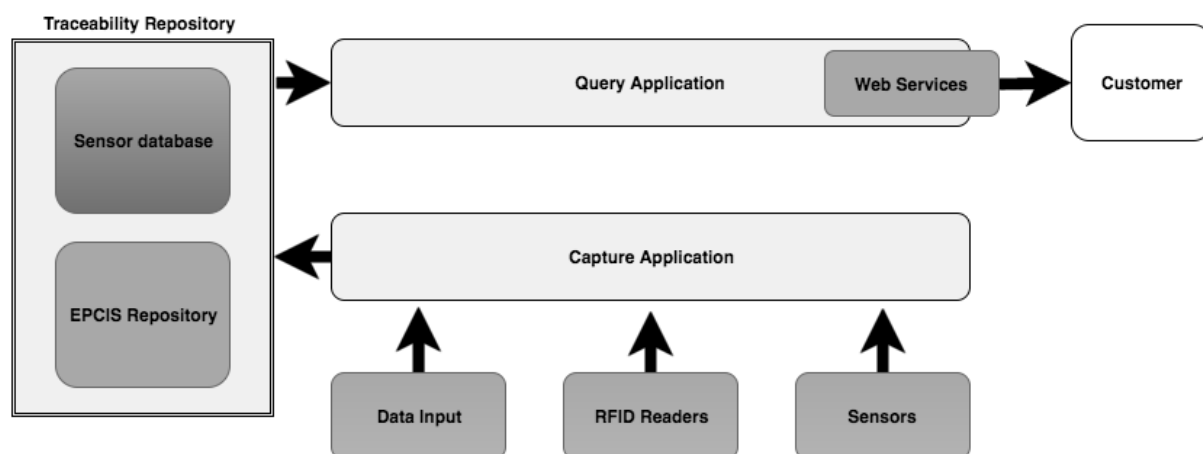 Traceability Repository
Sensor database
EPCIS Repository
Query Application
Web Services
Customer
Capture Application
Data Input
RFID Readers
Sensors